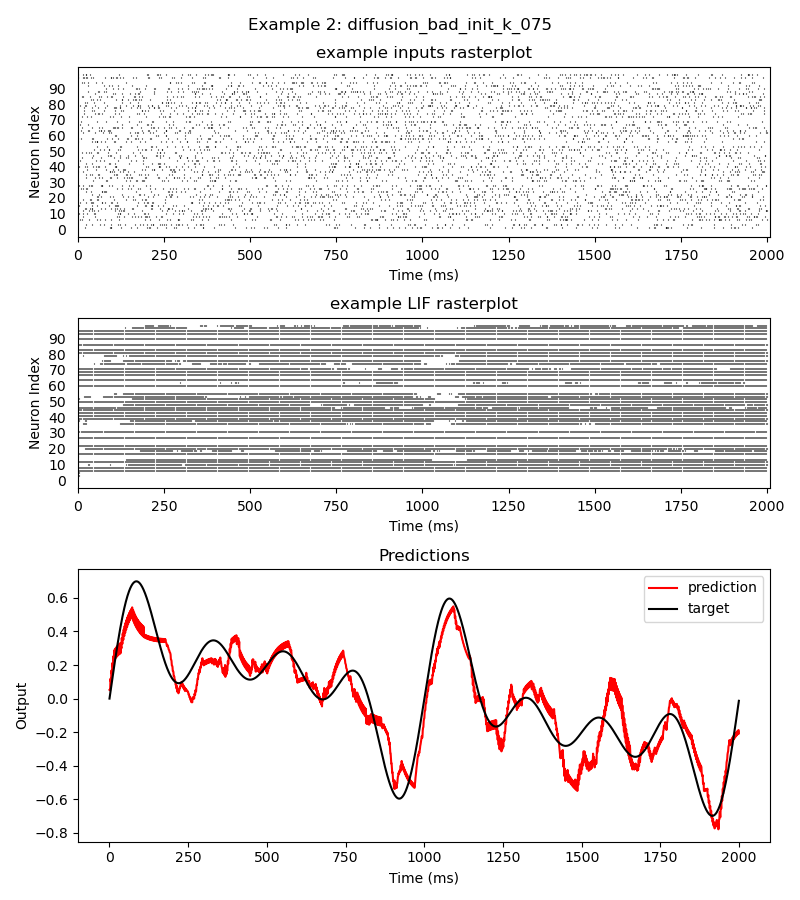 Example 2: diffusion_bad_init_k_075
example inputs rasterplot
Neuron Index
90
80
70
60
50
40
30
20
10
0
0 250 500 750 1000 1250 1500 1750 2000
Time (ms)
example LIF rasterplot
Neuron Index
90
80
70
60
50
40
30
20
10
0
0 250 500 750 1000 1250 1500 1750 2000
Time (ms)
Predictions
Output
0.6
0.4
0.2
0.0
−0.2
−0.4
−0.6
−0.8
prediction
target
0 250 500 750 1000 1250 1500 1750 2000
Time (ms)